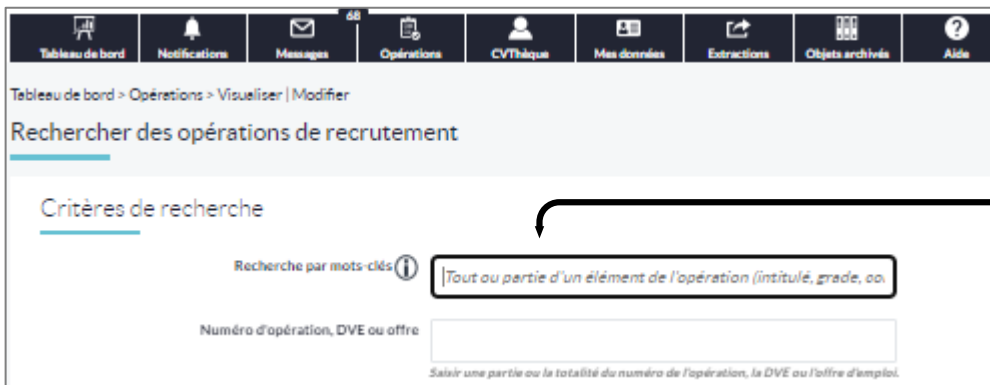 68
Tableau de bord Notifications Messages Opérations CVThèque Mes données Extractions Objets archivés Aide
Tableau de bord > Opérations > Visualiser | Modifier
Rechercher des opérations de recrutement
Critères de recherche
Recherche par mots-clés Tout ou partie d'un élément de l'opération (intitulé, grade, co
Numéro d'opération, DVE ou offre
Saisir une partie ou la totalité du numéro de l'opération, la DVE ou l'offre d'emploi.